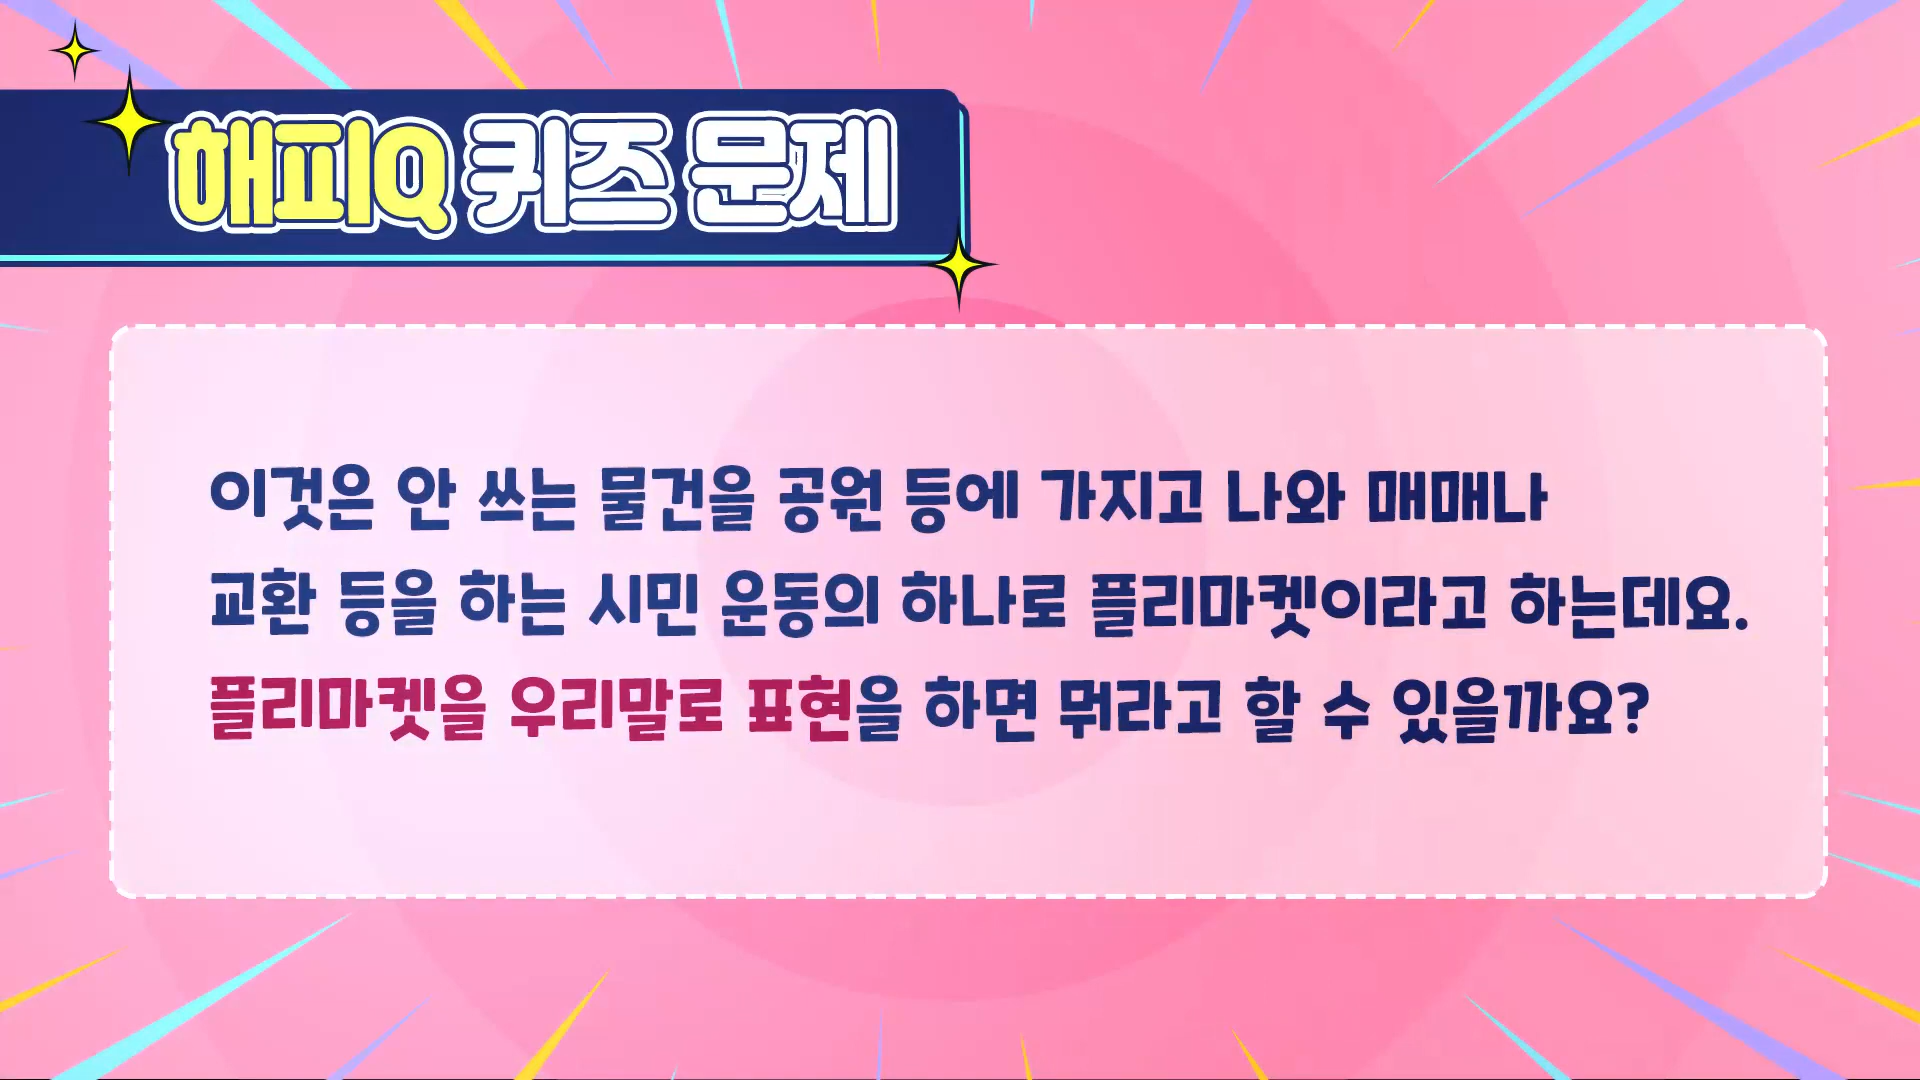 해피Q 퀴즈 문제
이것은 안 쓰는 물건을 공원 등에 가지고 나와 매매나
교환 등을 하는 시민 운동의 하나로 플리마켓이라고 하는데요.
플리마켓을 우리말로 표현을 하면 뭐라고 할 수 있을까요?